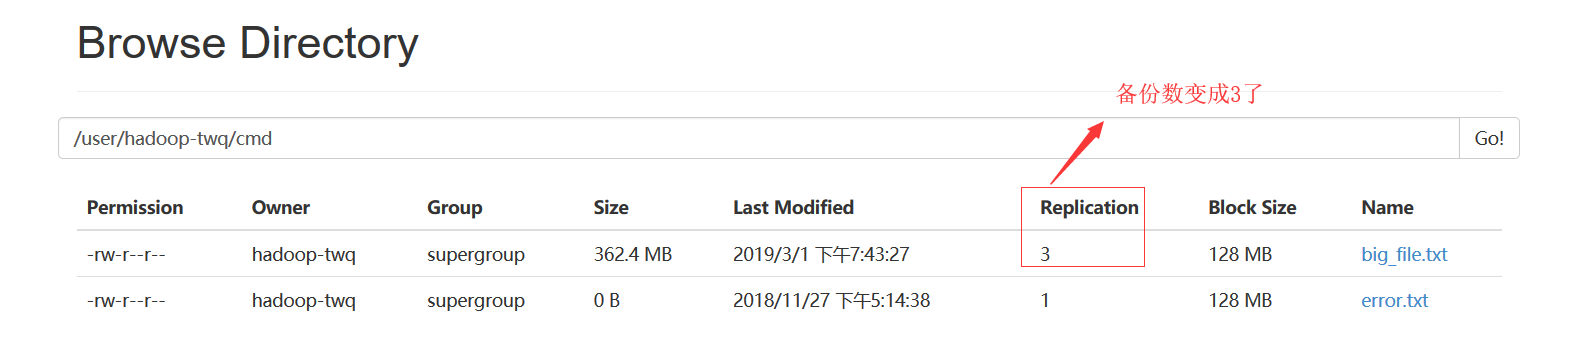 Browse Directory
备份数变成3了
/user/hadoop-twq/cmd Go!
Permission Owner Group Size Last Modified Replication Block Size Name
-rw-r--r-- hadoop-twq supergroup 362.4 MB 2019/3/1 下午7:43:27 3 128 MB big_file.txt
-rw-r--r-- hadoop-twq supergroup 0 B 2018/11/27 下午5:14:38 1 128 MB error.txt